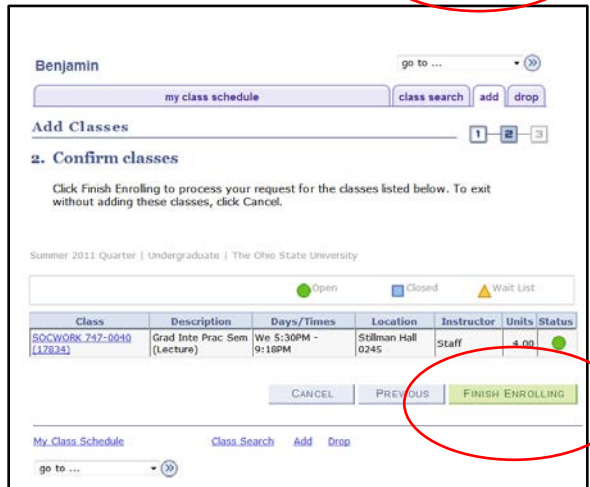 Benjamin
go to ...
my class schedule
class search
add
drop
Add Classes
1 2 3
2. Confirm classes
Click Finish Enrolling to process your request for the classes listed below. To exit
without adding these classes, click Cancel.
Summer 2011 Quarter | Undergraduate | The Ohio State University
Open Closed Wait List
Class Description Days/Times Location Instructor Units Status
SOCWORK 747-0040 Grad Inte Prac Sem We 5:30PM - Stillman Hall Staff 4.00
(17834) (Lecture) 9:18PM 0245
CANCEL PREVIOUS FINISH ENROLLING
My Class Schedule Class Search Add Drop
go to ...